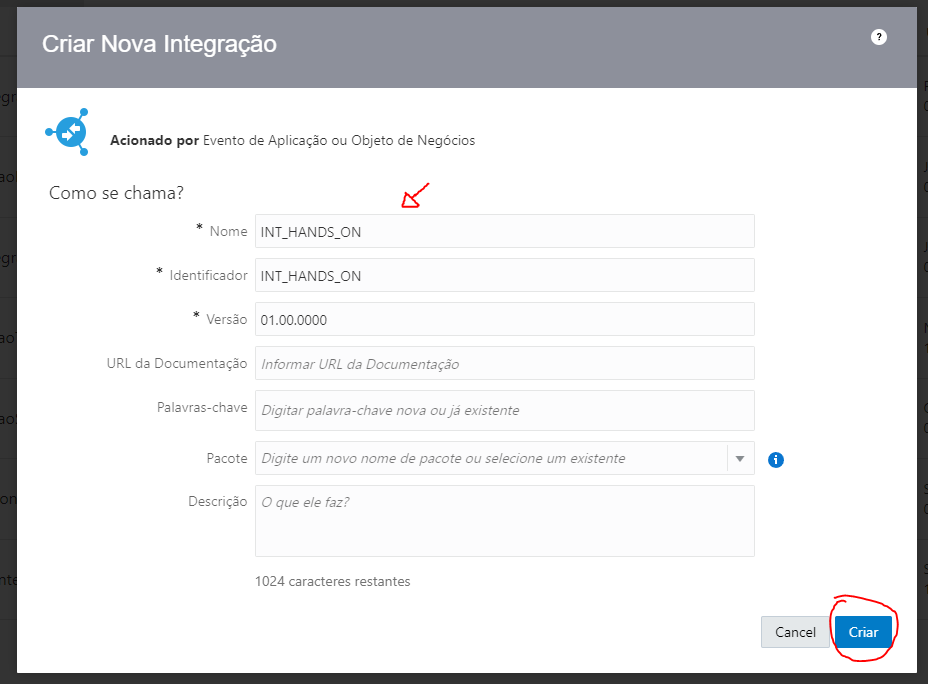 Criar Nova Integração
?
Acionado por Evento de Aplicação ou Objeto de Negócios
Como se chama?
* Nome INT_HANDS_ON
* Identificador INT_HANDS_ON
* Versão 01.00.0000
URL da Documentação Informar URL da Documentação
Palavras-chave Digitar palavra-chave nova ou já existente
Pacote Digite um novo nome de pacote ou selecione um existente
Descrição O que ele faz?
1024 caracteres restantes
Cancel Criar